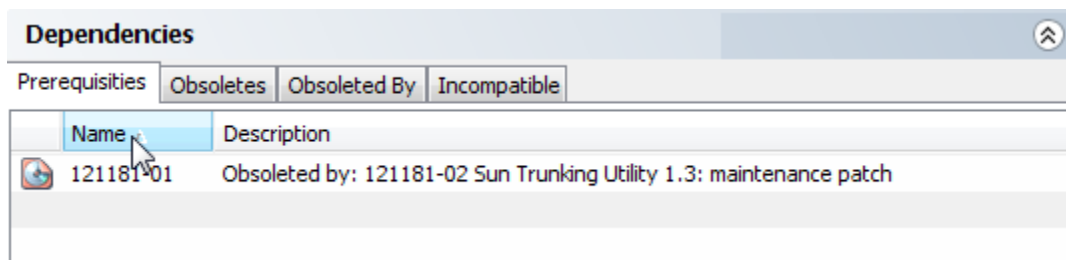 Dependencies
Prerequisities Obsoletes Obsoleted By Incompatible
Name Description
121181-01 Obsoleted by: 121181-02 Sun Trunking Utility 1.3: maintenance patch